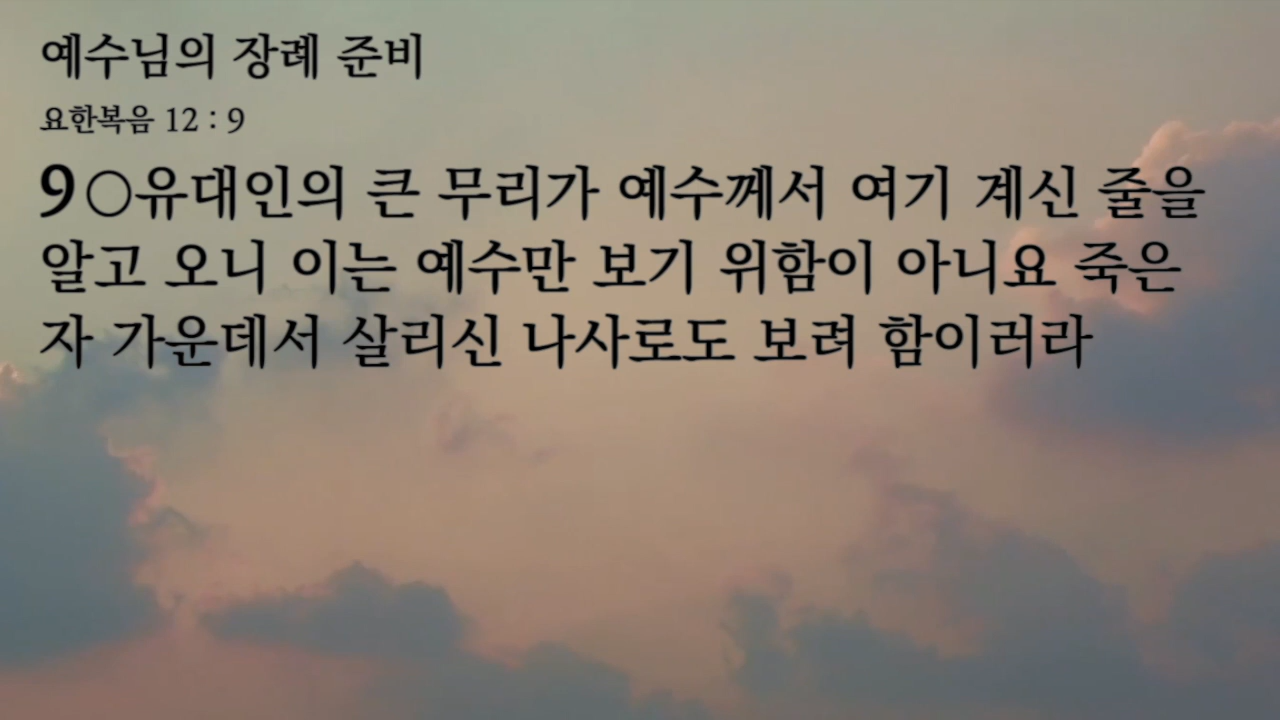 예수님의 장례 준비
요한복음 12 : 9
9○유대인의 큰 무리가 예수께서 여기 계신 줄을
알고 오니 이는 예수만 보기 위함이 아니요 죽은
자 가운데서 살리신 나사로도 보려 함이러라